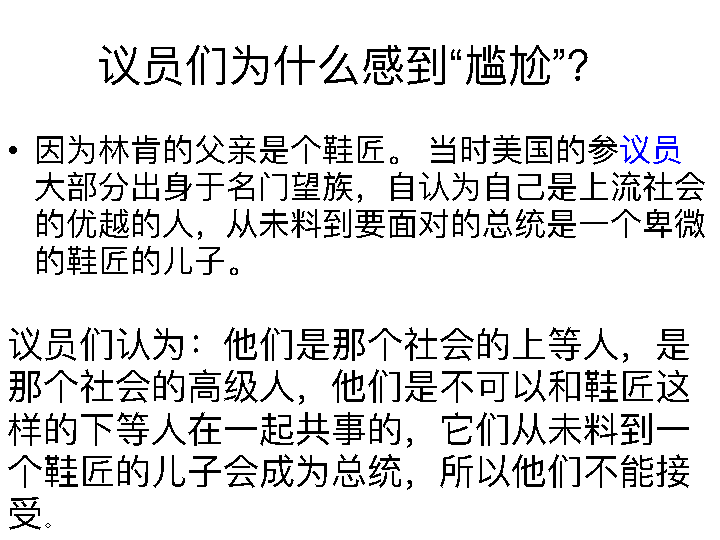 议员们为什么感到“尴尬”?
• 因为林肯的父亲是个鞋匠。 当时美国的参议员
大部分出身于名门望族，自认为自己是上流社会
的优越的人，从未料到要面对的总统是一个卑微
的鞋匠的儿子。
议员们认为：他们是那个社会的上等人，是
那个社会的高级人，他们是不可以和鞋匠这
样的下等人在一起共事的，它们从未料到一
个鞋匠的儿子会成为总统，所以他们不能接
受。